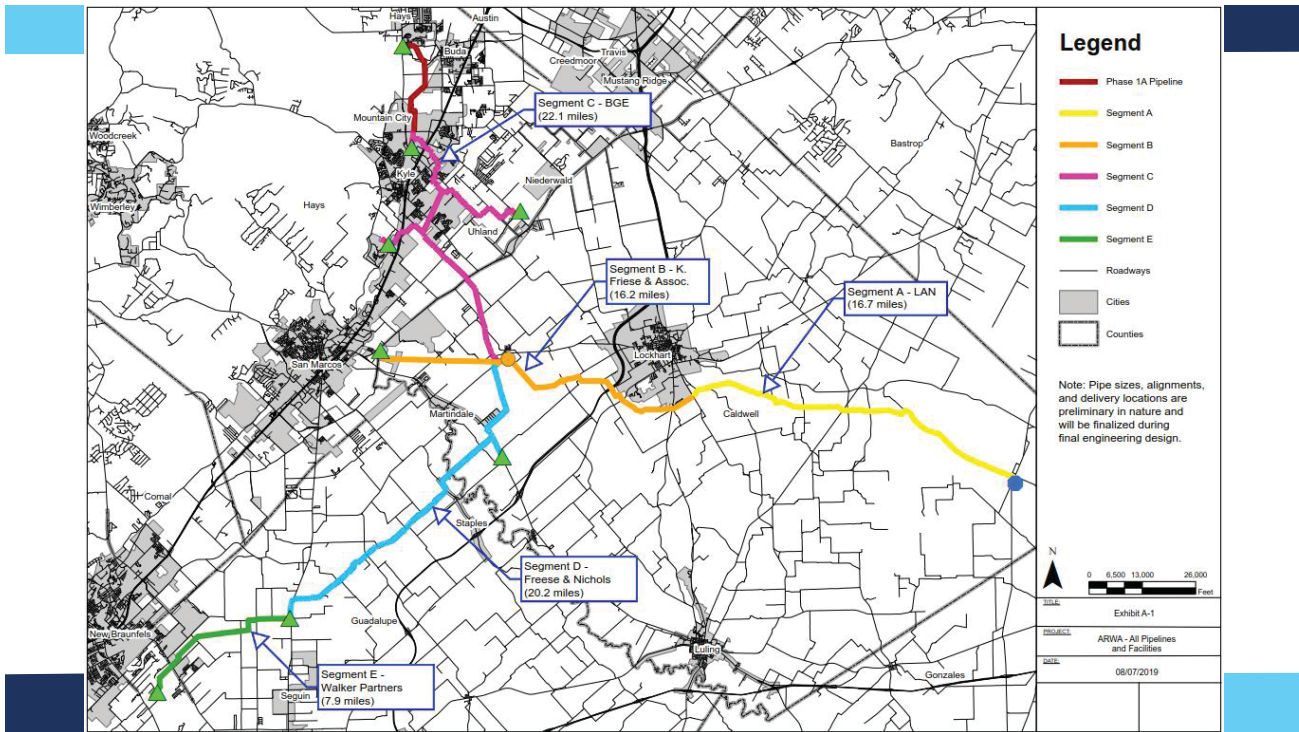 Hays
Austin
Buda
Travis
Creedmoor
Mustang Ridge
Segment C - BGE
(22.1 miles)
Mountain City
Woodcreek
Bastrop
Kyle
Niederwald
Wimberley
Hays
Uhland
Segment B - K.
Friese & Assoc.
(16.2 miles)
Segment A - LAN
(16.7 miles)
Lockhart
San Marcos
Martindale
Caldwell
Comal
Staples
Segment D -
Freese & Nichols
(20.2 miles)
New Braunfels
Guadalupe
Luling
Segment E -
Walker Partners
(7.9 miles)
Seguin
Gonzales
Legend
Phase 1A Pipeline
Segment A
Segment B
Segment C
Segment D
Segment E
Roadways
Cities
Counties
Note: Pipe sizes, alignments,
and delivery locations are
preliminary in nature and
will be finalized during
final engineering design.
N
0 6,500 13,000 26,000
Feet
TITLE:
Exhibit A-1
PROJECT:
ARWA - All Pipelines
and Facilities
DATE:
08/07/2019